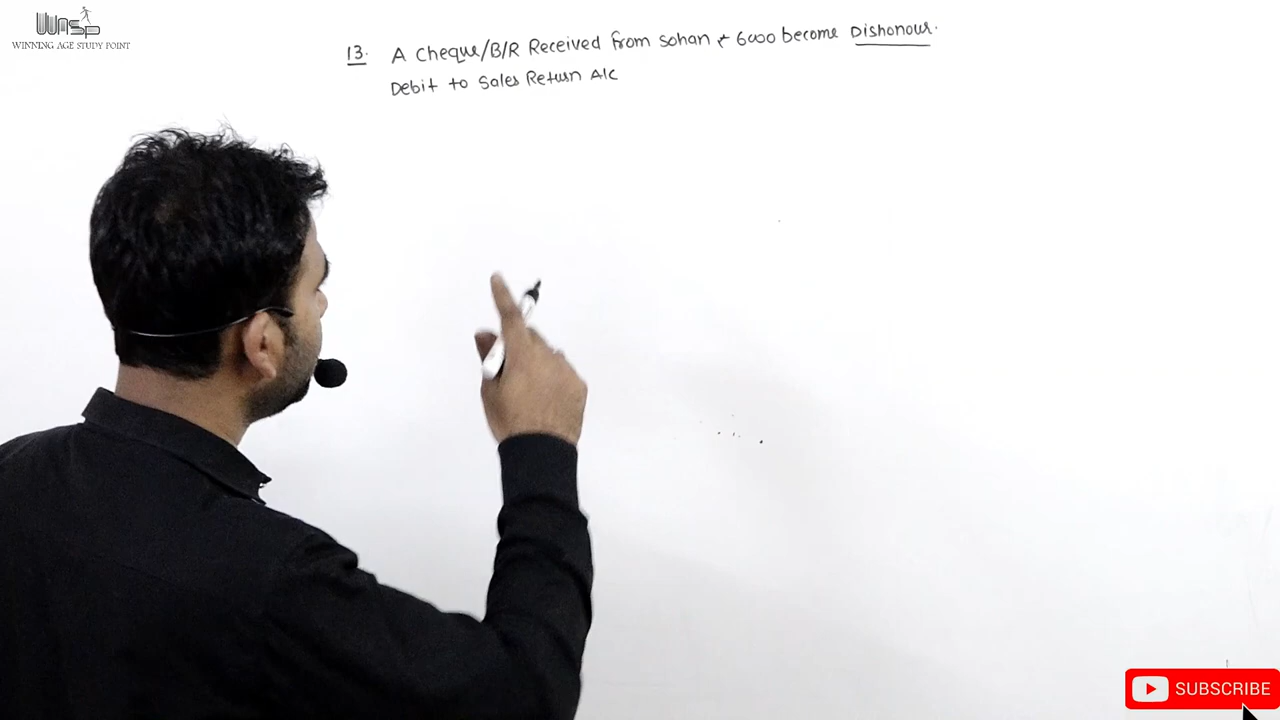 WINNING AGE STUDY POINT
13. A Cheque/B/R Received from Sohan ₹ 6000 become Dishonour.
Debit to Sales Return A/C
SUBSCRIBE